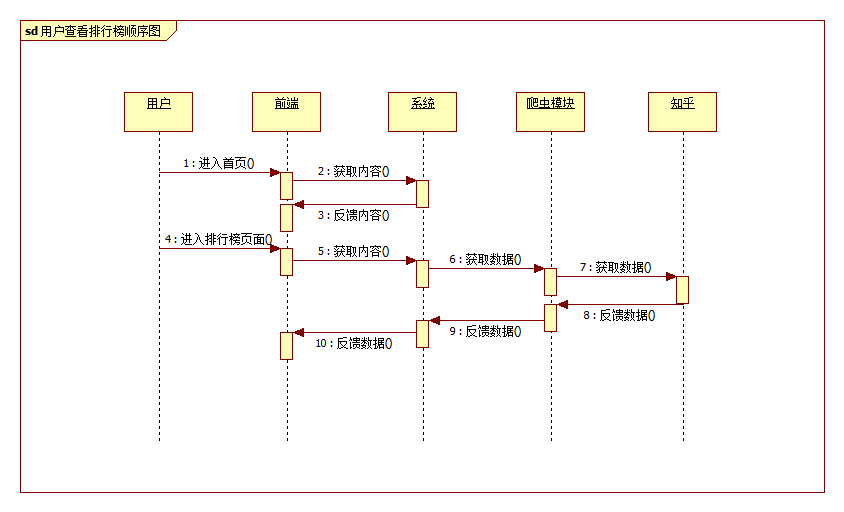 sd 用户查看排行榜顺序图
用户
前端
系统
爬虫模块
知乎
1 : 进入首页()
2 : 获取内容()
3 : 反馈内容()
4 : 进入排行榜页面()
5 : 获取内容()
6 : 获取数据()
7 : 获取数据()
8 : 反馈数据()
9 : 反馈数据()
10 : 反馈数据()